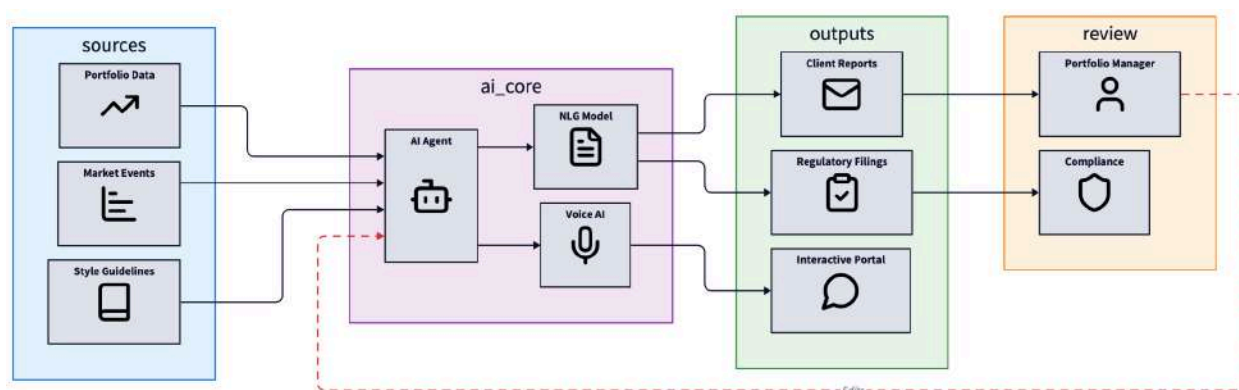 sources
Portfolio Data
Market Events
Style Guidelines
ai_core
AI Agent
NLG Model
Voice AI
outputs
Client Reports
Regulatory Filings
Interactive Portal
review
Portfolio Manager
Compliance